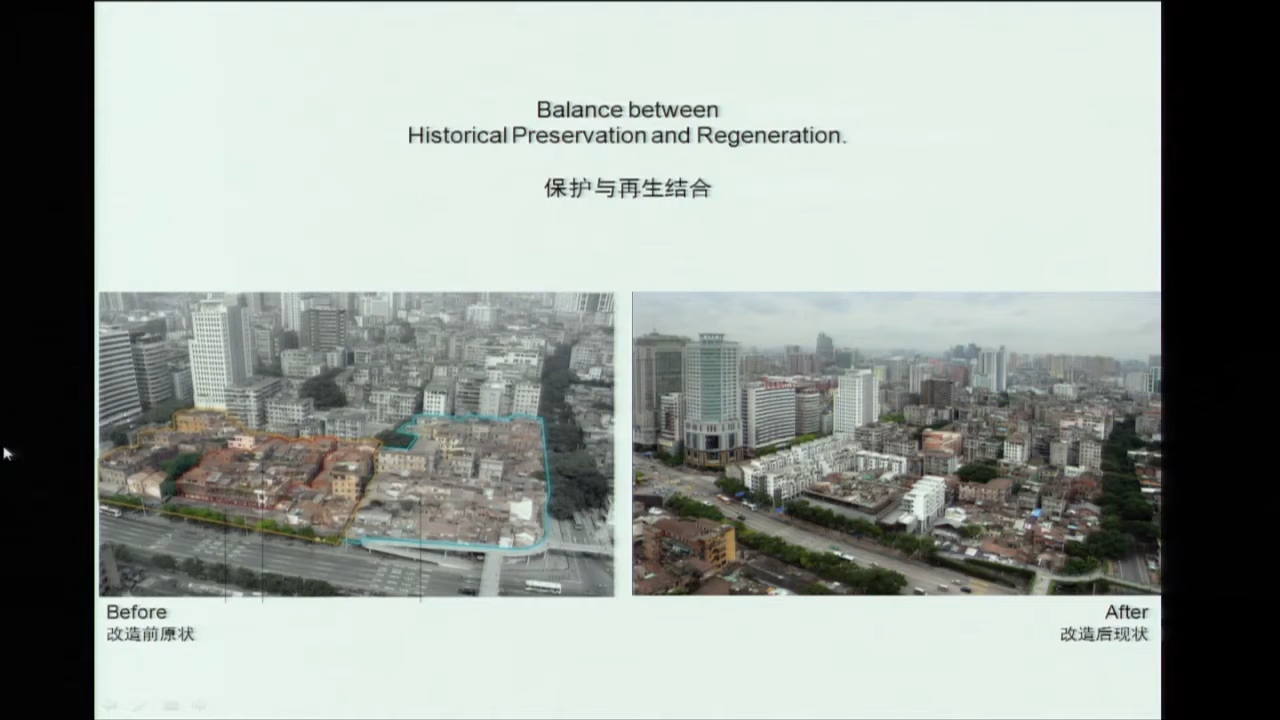 Balance between
Historical Preservation and Regeneration.
保护与再生结合
Before
改造前原状
After
改造后现状